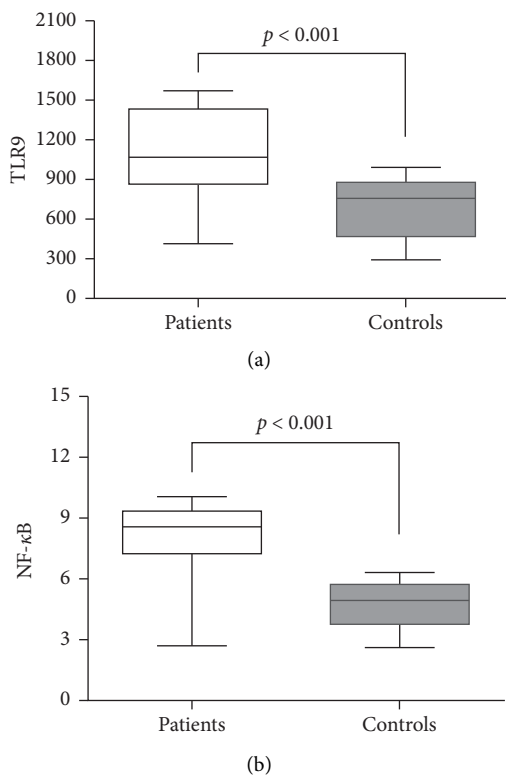 2100
1800
1500
1200
900
600
300
0
TLR9
p < 0.001
Patients
Controls
(a)
15
12
9
6
3
0
NF-κB
p < 0.001
Patients
Controls
(b)